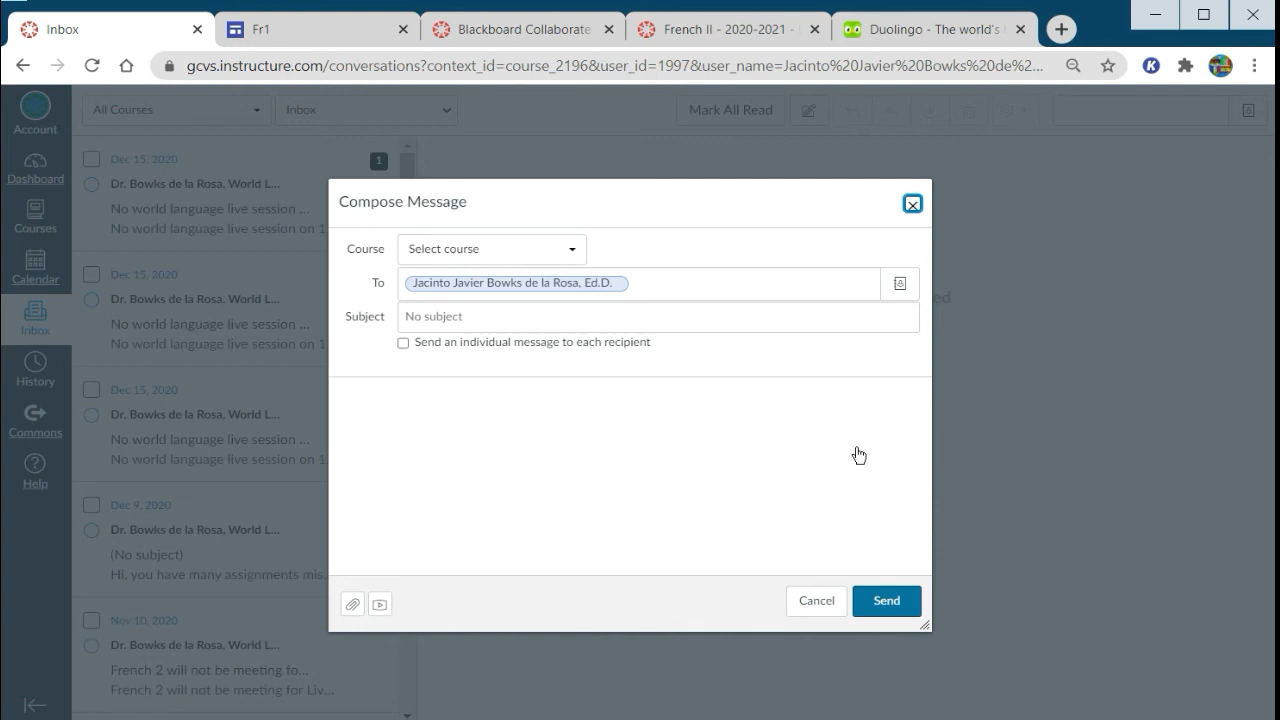 Inbox
Fr1
Blackboard Collaborate
French II - 2020-2021 -
Duolingo - The world's
gcvs.instructure.com/conversations?context_id=course_2196&user_id=1997&user_name=Jacinto%20Javier%20Bowks%20de%2...
K
Account
Dashboard
Courses
Calendar
Inbox
History
Commons
Help
All Courses
Inbox
Mark All Read
Dec 15, 2020
1
Dr. Bowks de la Rosa, World L...
No world language live session ...
No world language live session on 1
Dec 15, 2020
Dr. Bowks de la Rosa, World L...
No world language live session ...
No world language live session on 1
Dec 15, 2020
Dr. Bowks de la Rosa, World L...
No world language live session ...
No world language live session on 1
Dec 9, 2020
Dr. Bowks de la Rosa, World L...
(No subject)
Hi, you have many assignments mis
Nov 10, 2020
Dr. Bowks de la Rosa, World L...
French 2 will not be meeting fo...
French 2 will not be meeting for Liv...
Compose Message
Course Select course
To Jacinto Javier Bowks de la Rosa, Ed.D.
Subject No subject
Send an individual message to each recipient
Cancel
Send